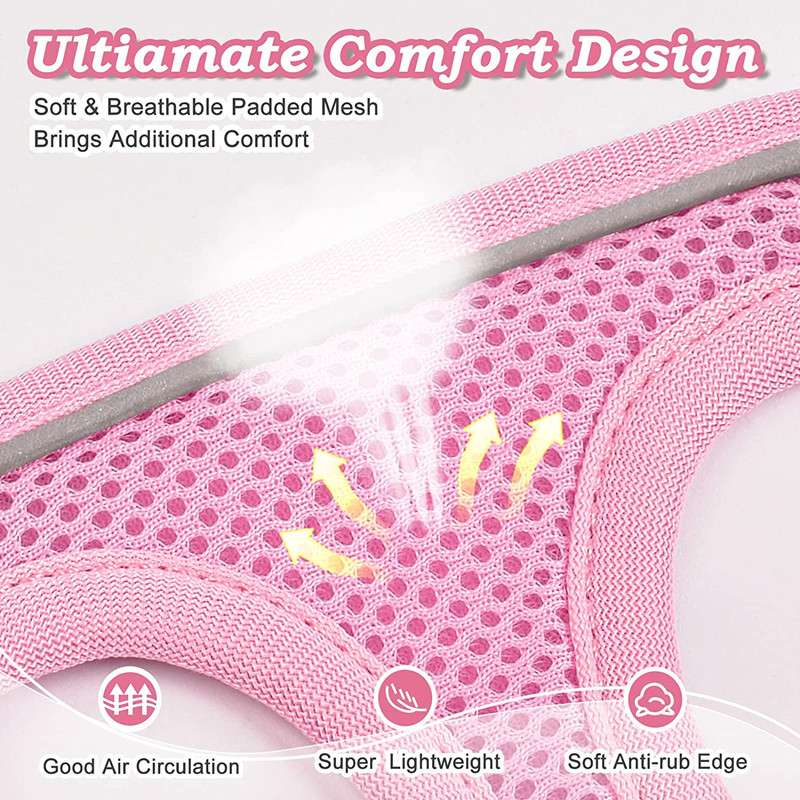 Ultiamate Comfort Design
Soft & Breathable Padded Mesh
Brings Additional Comfort
Good Air Circulation
Super Lightweight
Soft Anti-rub Edge